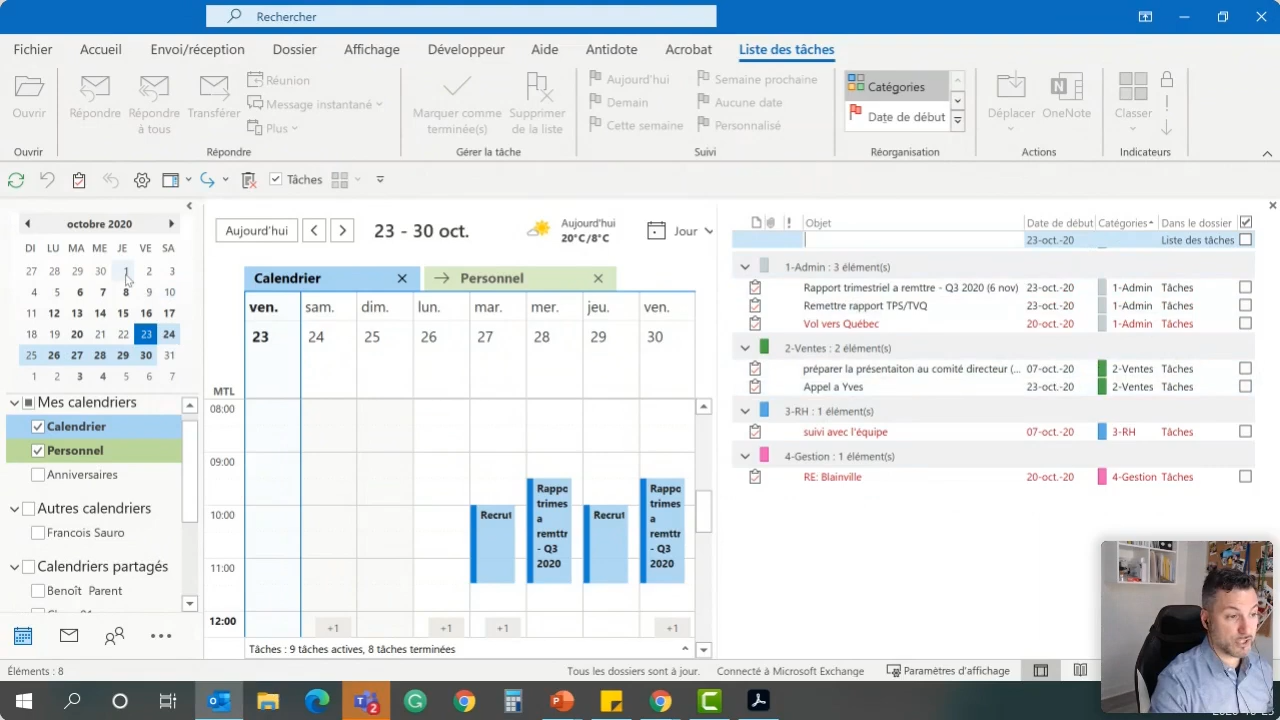 Rechercher
Fichier Accueil Envoi/réception Dossier Affichage Développeur Aide Antidote Acrobat Liste des tâches
Ouvrir
Répondre
Répondre à tous
Transférer
Réunion
Message instantané
Plus
Marquer comme terminée(s)
Supprimer de la liste
Aujourd'hui
Demain
Cette semaine
Semaine prochaine
Aucune date
Personnalisé
Catégories
Date de début
Déplacer
OneNote
Classer
Ouvrir Répondre Gérer la tâche Suivi Réorganisation Actions Indicateurs
Tâches
octobre 2020
DI LU MA ME JE VE SA
27 28 29 30 1 2 3
4 5 6 7 8 9 10
11 12 13 14 15 16 17
18 19 20 21 22 23 24
25 26 27 28 29 30 31
1 2 3 4 5 6 7
Mes calendriers
Calendrier
Personnel
Anniversaires
Autres calendriers
Francois Sauro
Calendriers partagés
Benoît Parent
Aujourd'hui
23 - 30 oct.
Aujourd'hui
20°C/8°C
Jour
Calendrier
Personnel
ven. sam. dim. lun. mar. mer. jeu. ven.
23 24 25 26 27 28 29 30
MTL
08:00
09:00
10:00
11:00
12:00
Recrut
Rappo
trimes
a
remttr
- Q3
2020
Recrut
Rappo
trimes
a
remttr
- Q3
2020
+1 +1 +1 +1
Tâches : 9 tâches actives, 8 tâches terminées
Objet Date de début Catégories Dans le dossier
23-oct.-20 Liste des tâches
1-Admin : 3 élément(s)
Rapport trimestriel a remttre - Q3 2020 (6 nov) 23-oct.-20 1-Admin Tâches
Remettre rapport TPS/TVQ 23-oct.-20 1-Admin Tâches
Vol vers Québec 20-oct.-20 1-Admin Tâches
2-Ventes : 2 élément(s)
préparer la présentaiton au comité directeur (... 07-oct.-20 2-Ventes Tâches
Appel a Yves 23-oct.-20 2-Ventes Tâches
3-RH : 1 élément(s)
suivi avec l'équipe 07-oct.-20 3-RH Tâches
4-Gestion : 1 élément(s)
RE: Blainville 20-oct.-20 4-Gestion Tâches
Éléments : 8
Tous les dossiers sont à jour.
Connecté à Microsoft Exchange
Paramètres d'affichage
2